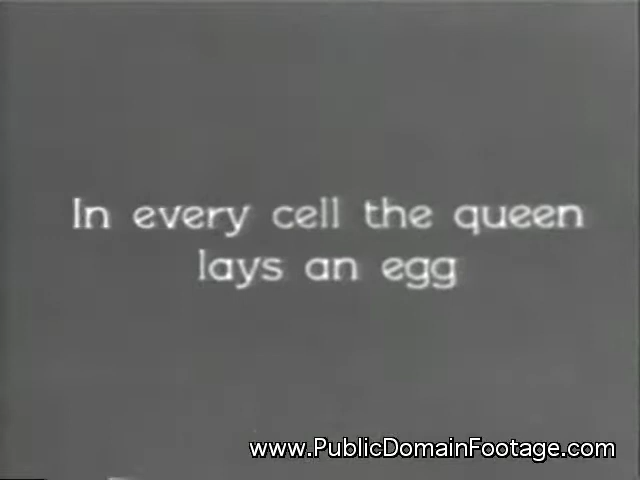 In every cell the queen
lays an egg
www.PublicDomainFootage.com